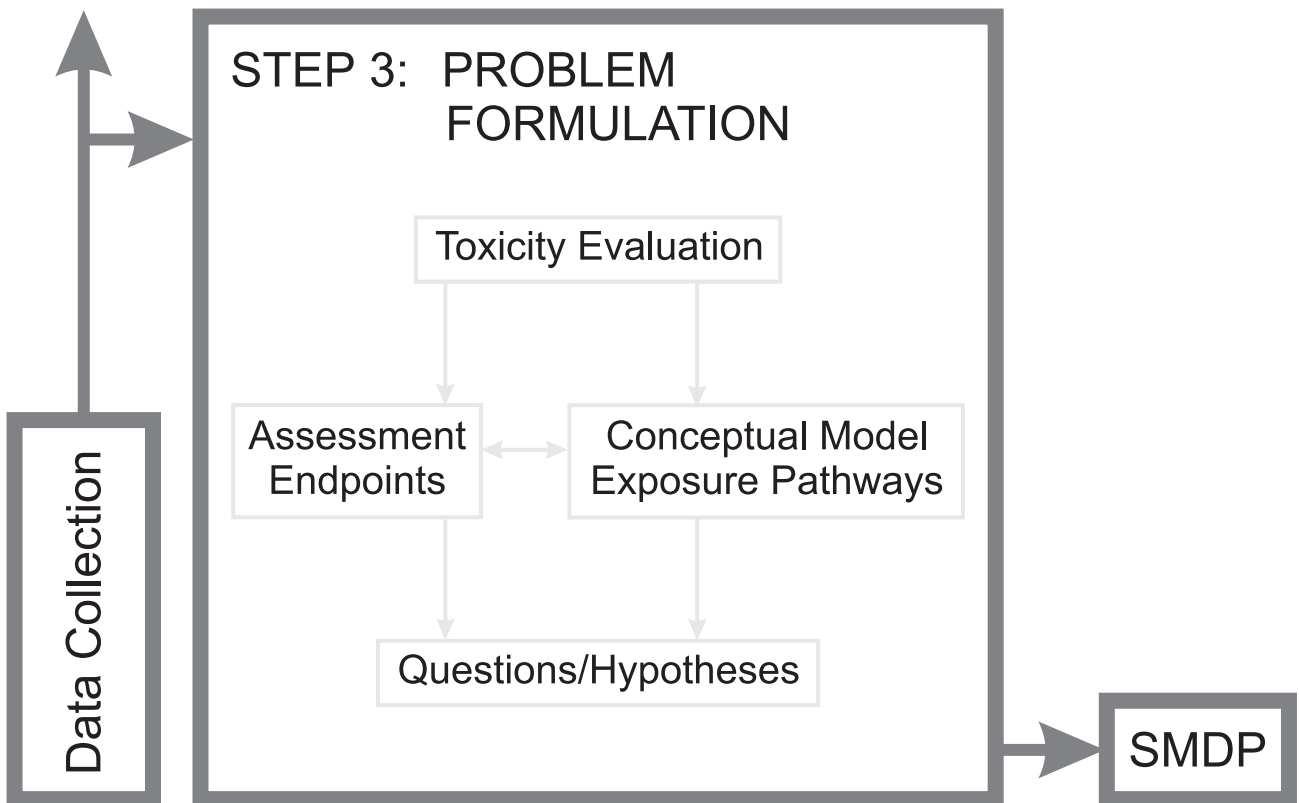 STEP 3: PROBLEM
FORMULATION
Toxicity Evaluation
Assessment
Endpoints
Conceptual Model
Exposure Pathways
Questions/Hypotheses
Data Collection
SMDP